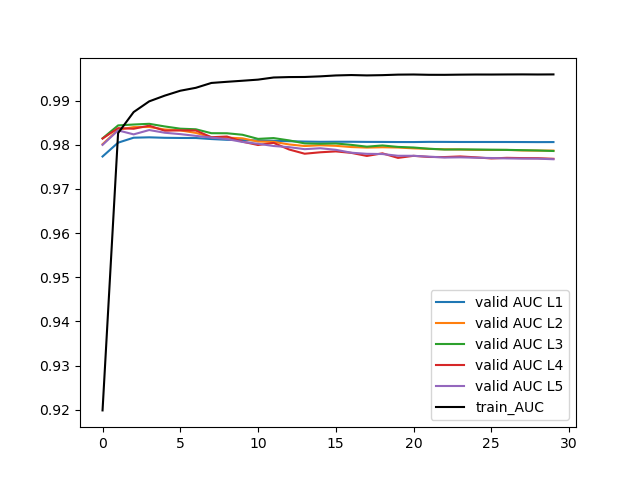 0.99
0.98
0.97
0.96
0.95
0.94
0.93
0.92
0
5
10
15
20
25
30
valid AUC L1
valid AUC L2
valid AUC L3
valid AUC L4
valid AUC L5
train_AUC